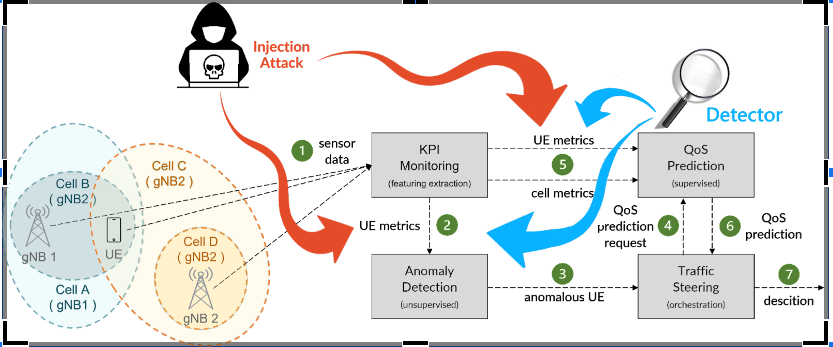 Injection
Attack
Detector
1
sensor
data
KPI
Monitoring
(featuring extraction)
UE metrics
5
cell metrics
QoS
Prediction
(supervised)
Cell C
( gNB2 )
Cell B
( gNB2 )
gNB 1
UE
Cell D
( gNB2 )
gNB 2
Cell A
( gNB1 )
UE metrics
2
QoS
prediction
request
4
6
QoS
prediction
Anomaly
Detection
(unsupervised)
3
anomalous UE
Traffic
Steering
(orchestration)
7
descition